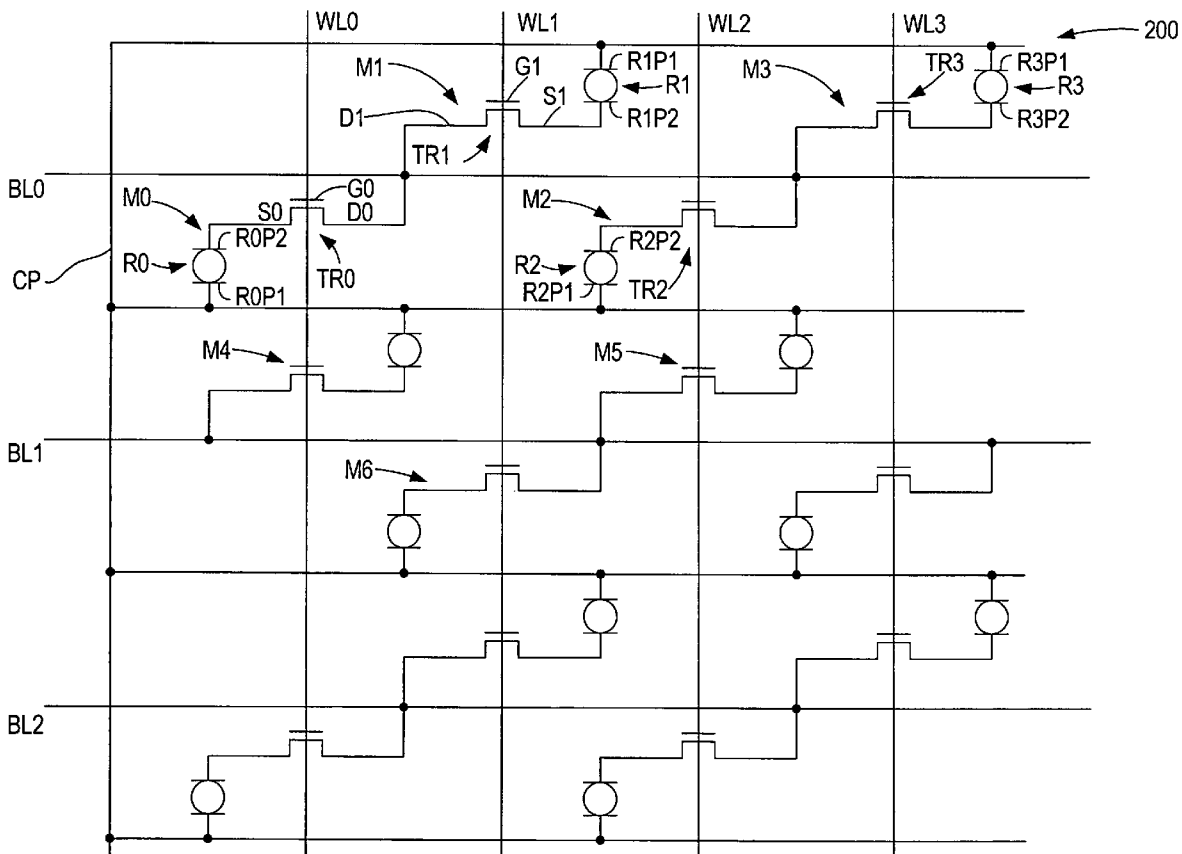 WL0 WL1 WL2 WL3
200
M1 G1 R1P1 R1 M3 TR3 R3P1 R3
D1 S1 R1P2 R3P2
TR1
BL0
M0 G0 M2
S0 D0
R0P2 R2P2
CP R0 TR0 R2 TR2
R0P1 R2P1
M4 M5
BL1
M6
BL2